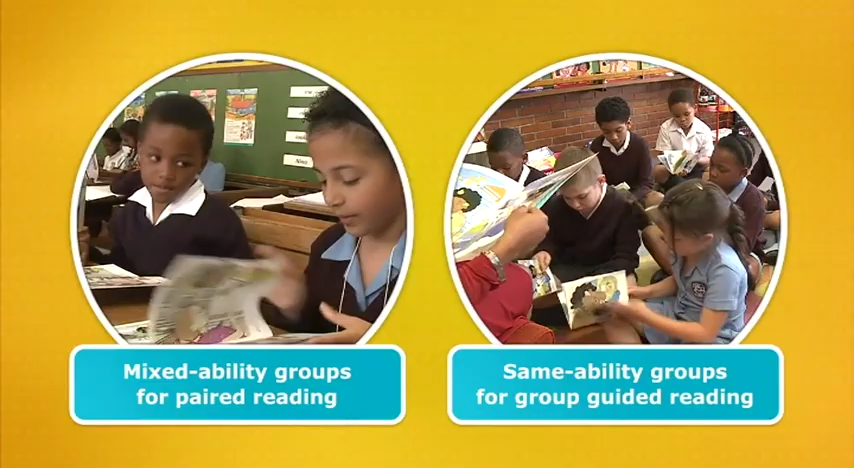 Mixed-ability groups
for paired reading
Same-ability groups
for group guided reading